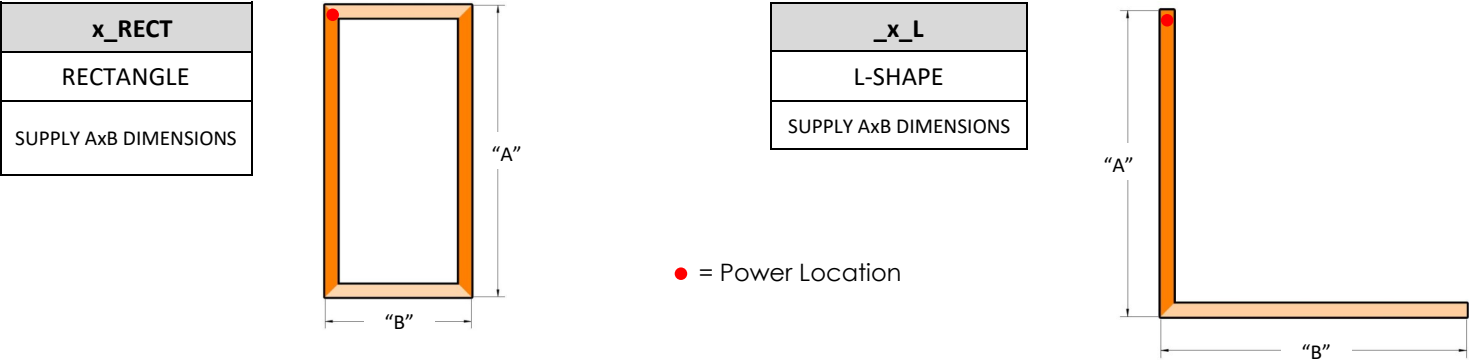 x_RECT
RECTANGLE
SUPPLY AxB DIMENSIONS
“A”
“B”
= Power Location
_x_L
L-SHAPE
SUPPLY AxB DIMENSIONS
“A”
“B”